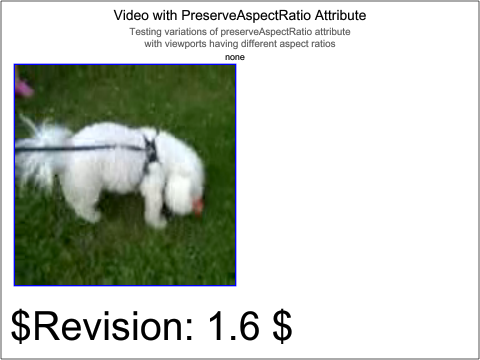 Video with PreserveAspectRatio Attribute
Testing variations of preserveAspectRatio attribute
with viewports having different aspect ratios
none
$Revision: 1.6 $